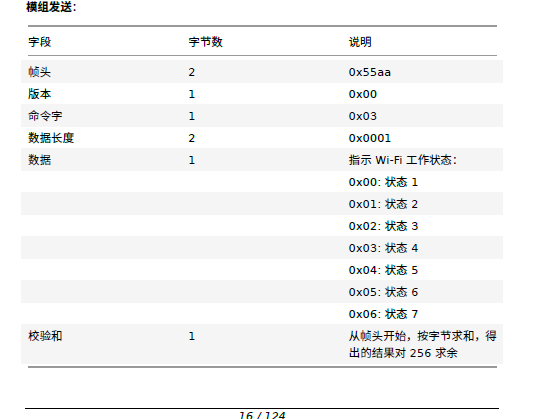 模组发送：
字段 字节数 说明
帧头 2 0x55aa
版本 1 0x00
命令字 1 0x03
数据长度 2 0x0001
数据 1 指示 Wi-Fi 工作状态：
0x00: 状态 1
0x01: 状态 2
0x02: 状态 3
0x03: 状态 4
0x04: 状态 5
0x05: 状态 6
0x06: 状态 7
校验和 1 从帧头开始，按字节求和，得
出的结果对 256 求余
16 / 124